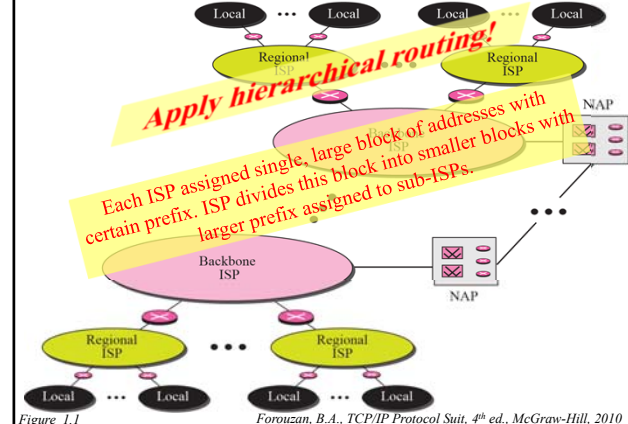 Local ••• Local Local ••• Local
Regional
ISP
Regional
ISP
Apply hierarchical routing!
NAP
Backbone
ISP
Each ISP assigned single, large block of addresses with
certain prefix. ISP divides this block into smaller blocks with
larger prefix assigned to sub-ISPs.
Backbone
ISP
NAP
Regional
ISP
Regional
ISP
Local ••• Local Local ••• Local
Figure 1.1 Forouzan, B.A., TCP/IP Protocol Suit, 4th ed., McGraw-Hill, 2010